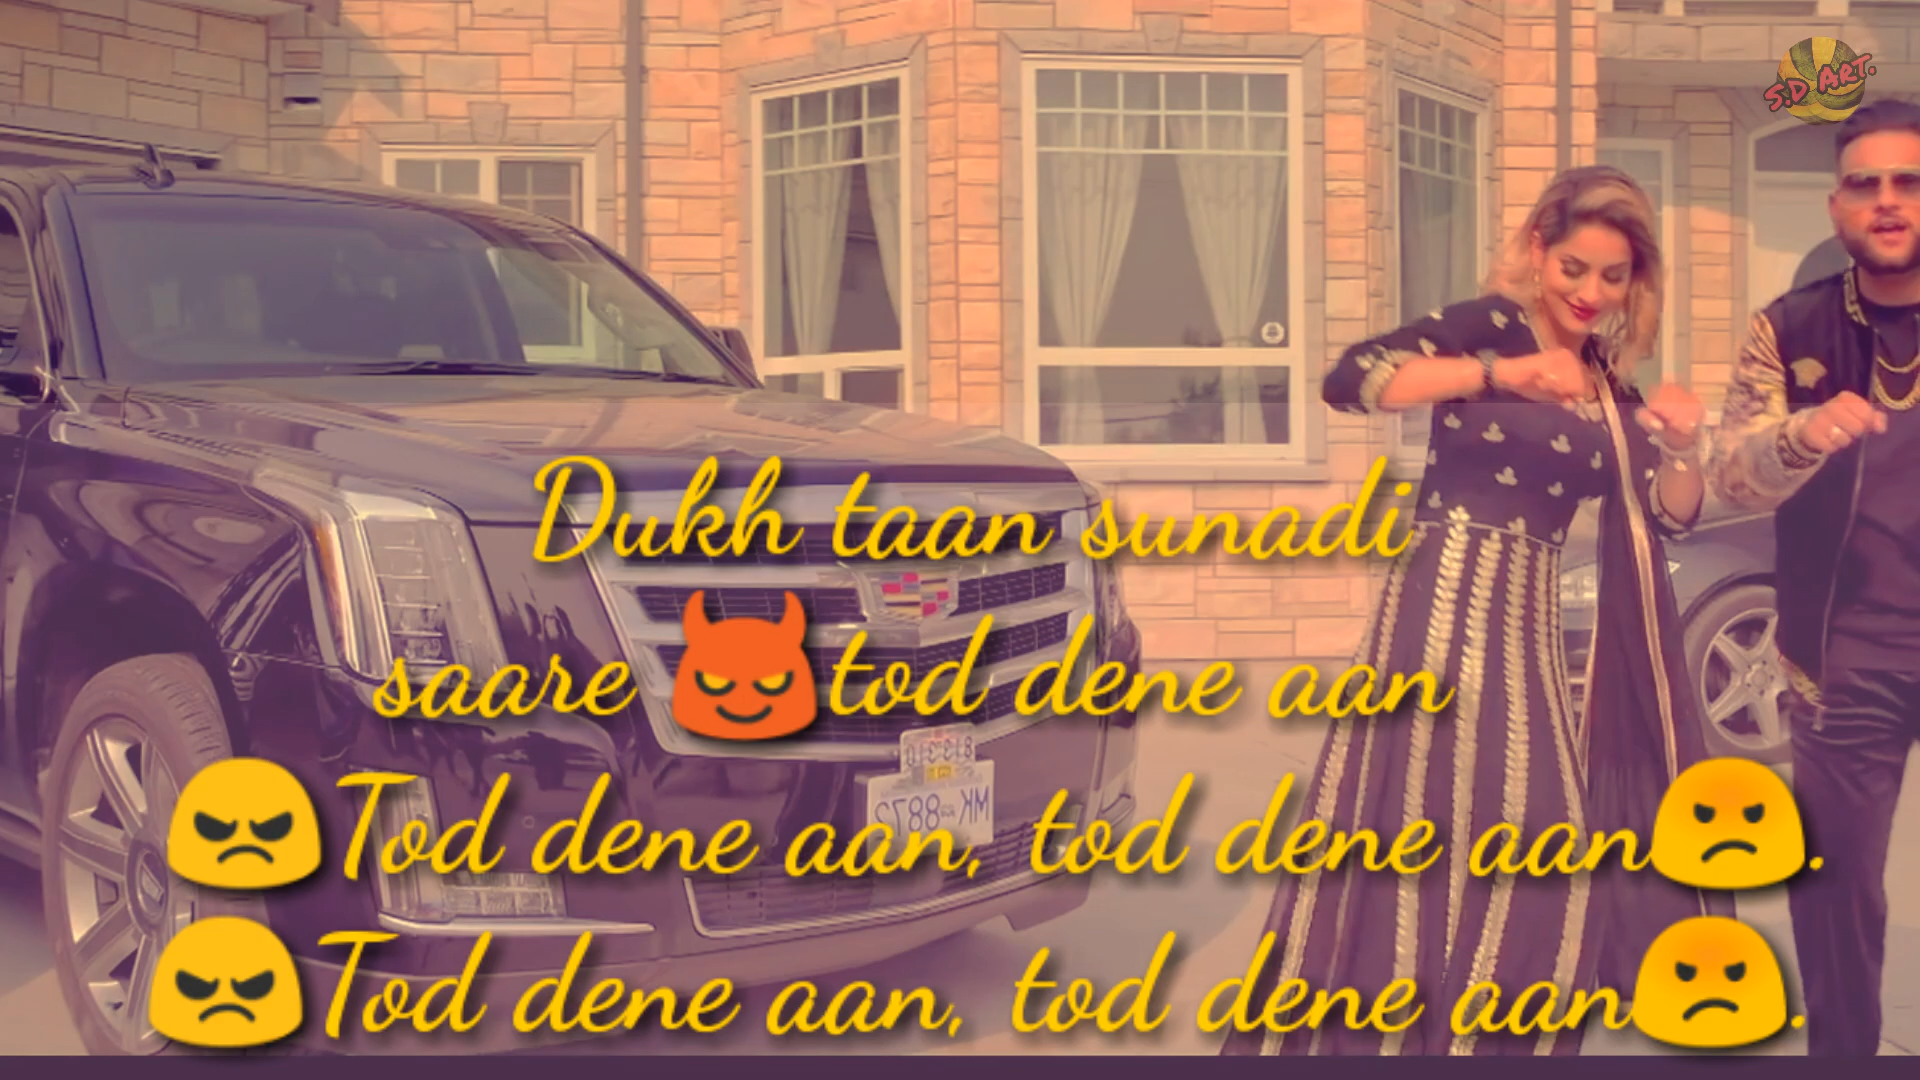 S.D ART.
Dukh taan sunadi
saare 😈 tod dene aan
😠 Tod dene aan, tod dene aan 😠.
😠 Tod dene aan, tod dene aan 😠.